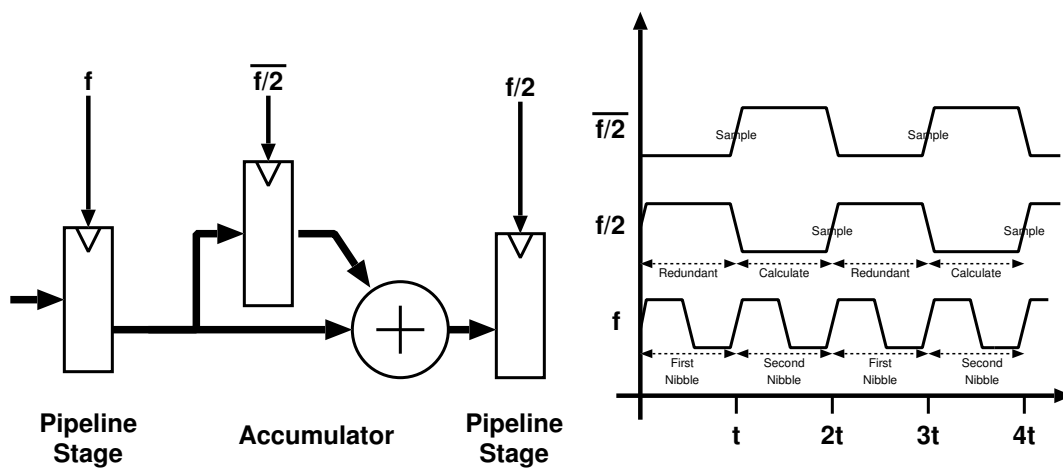 f
f/2
f/2
Pipeline
Stage
Accumulator
Pipeline
Stage
f/2
Sample
Sample
f/2
Sample
Sample
Redundant
Calculate
Redundant
Calculate
f
First
Nibble
Second
Nibble
First
Nibble
Second
Nibble
t
2t
3t
4t